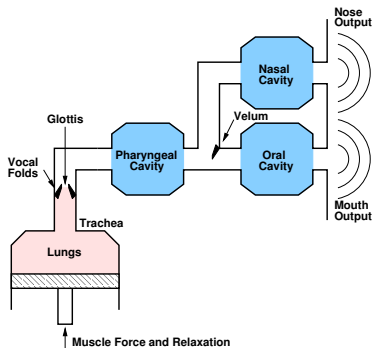 Nose
Output
Nasal
Cavity
Glottis
Velum
Vocal
Folds
Pharyngeal
Cavity
Oral
Cavity
Trachea
Mouth
Output
Lungs
Muscle Force and Relaxation